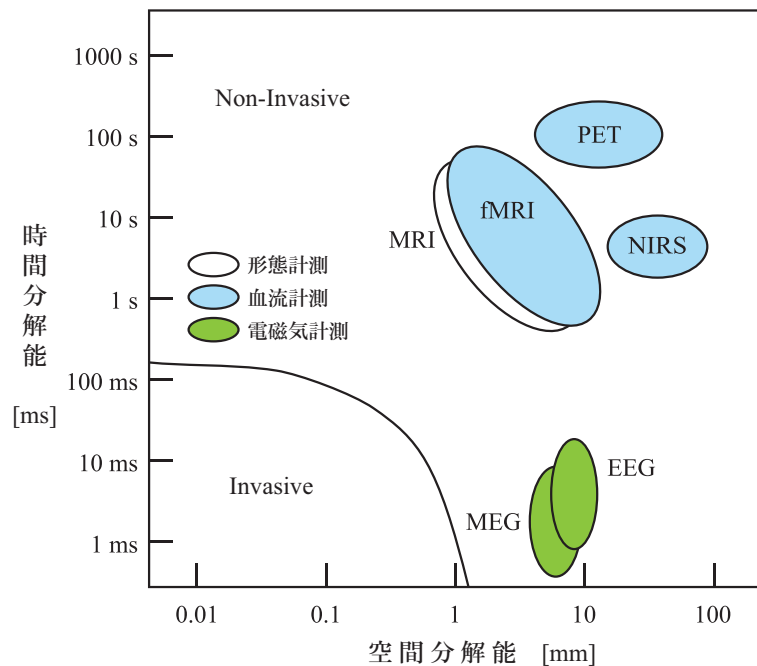 1000 s
Non-Invasive
100 s
PET
10 s
fMRI
MRI
NIRS
時間分解能
[ms]
形態計測
血流計測
電磁気計測
1 s
100 ms
10 ms
EEG
Invasive
MEG
1 ms
0.01 0.1 1 10 100
空間分解能 [mm]